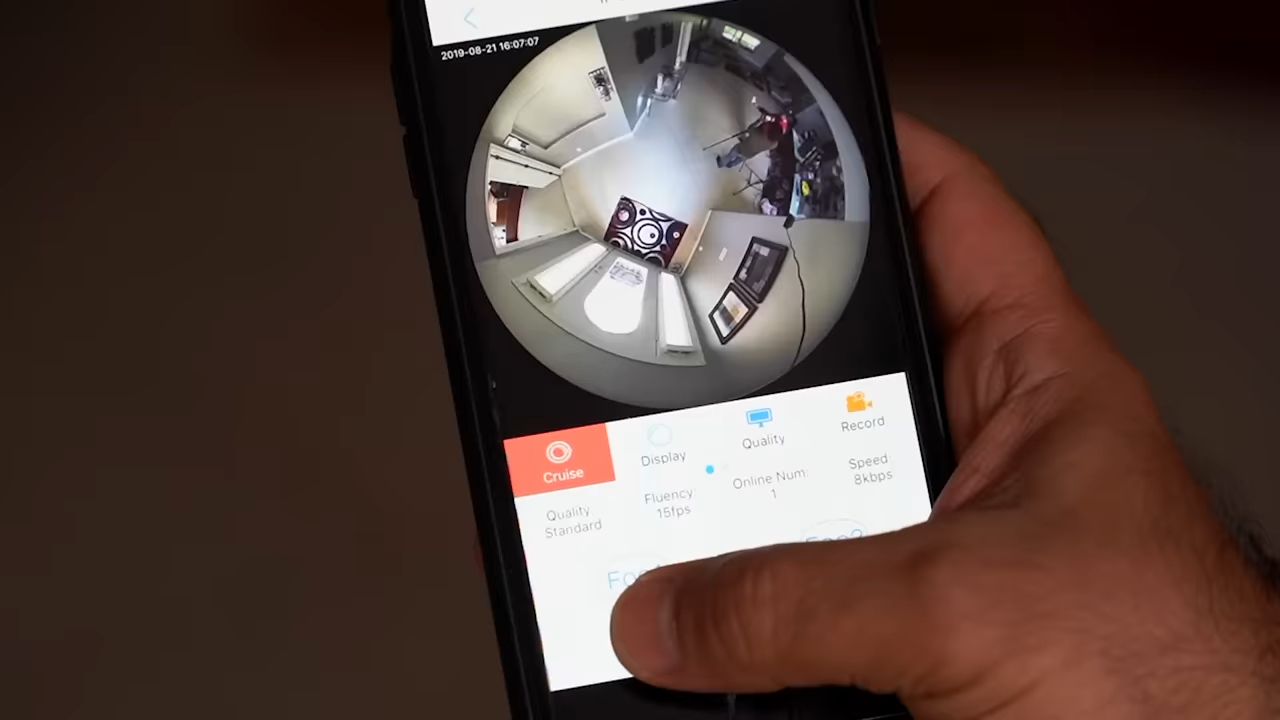 2019-08-21 16:07:07
Cruise
Display
Quality
Record
Quality
Standard
Fluency
15fps
Online Num:
1
Speed:
8kbps